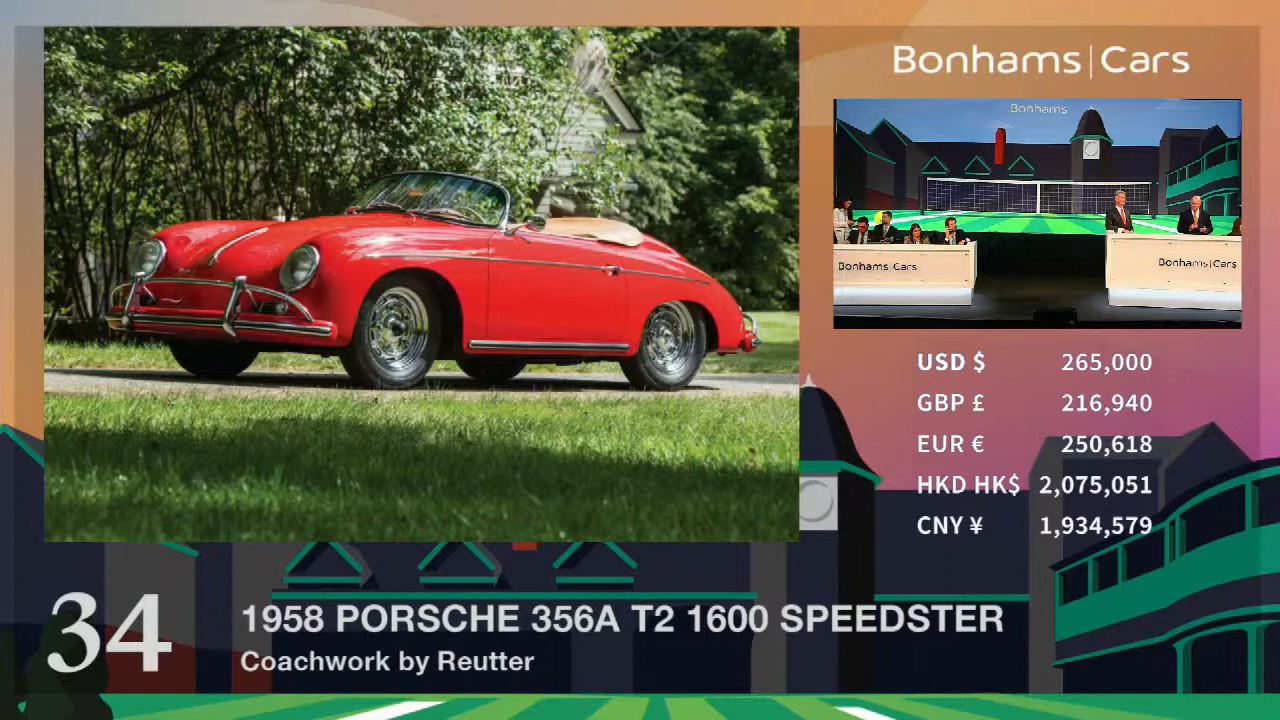 Bonhams|Cars
Bonhams
Bonhams|Cars
Bonhams|Cars
USD $ 265,000
GBP £ 216,940
EUR € 250,618
HKD HK$ 2,075,051
CNY ¥ 1,934,579
34
1958 PORSCHE 356A T2 1600 SPEEDSTER
Coachwork by Reutter